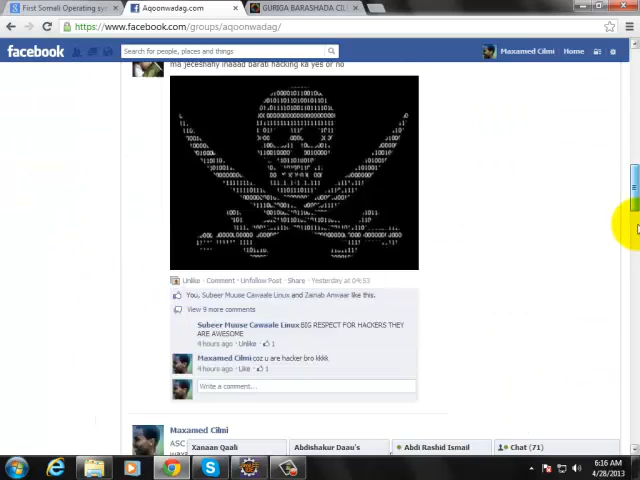 First Somali Operating sys
Aqoonwadag.com
GURIGA BARASHADA CIL
https://www.facebook.com/groups/Aqoonwadag/
facebook
Search for people, places and things
Maxamed Cilmi
Home
ma jeceshahy inaaad barati hacking ka yes or no
Unlike · Comment · Unfollow Post · Share · Yesterday at 04:53
You, Subeer Muuse Cawaale Linux and Zainab Anwaar like this.
View 9 more comments
Subeer Muuse Cawaale Linux BIG RESPECT FOR HACKERS THEY
ARE AWESOME
4 hours ago · Unlike · 1
Maxamed Cilmi coz u are hacker bro kkkk
4 hours ago · Like · 1
Write a comment...
Maxamed Cilmi
ASC
Xanaan Qaali
Abdishakur Daau's
Abdi Rashid Ismail
Chat (71)
6:16 AM
4/28/2013